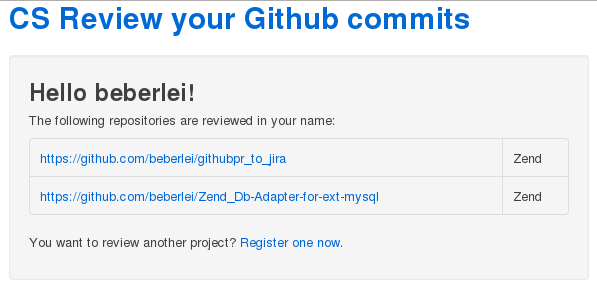 CS Review your Github commits
Hello beberlei!
The following repositories are reviewed in your name:
https://github.com/beberlei/githubpr_to_jira Zend
https://github.com/beberlei/Zend_Db-Adapter-for-ext-mysql Zend
You want to review another project? Register one now.